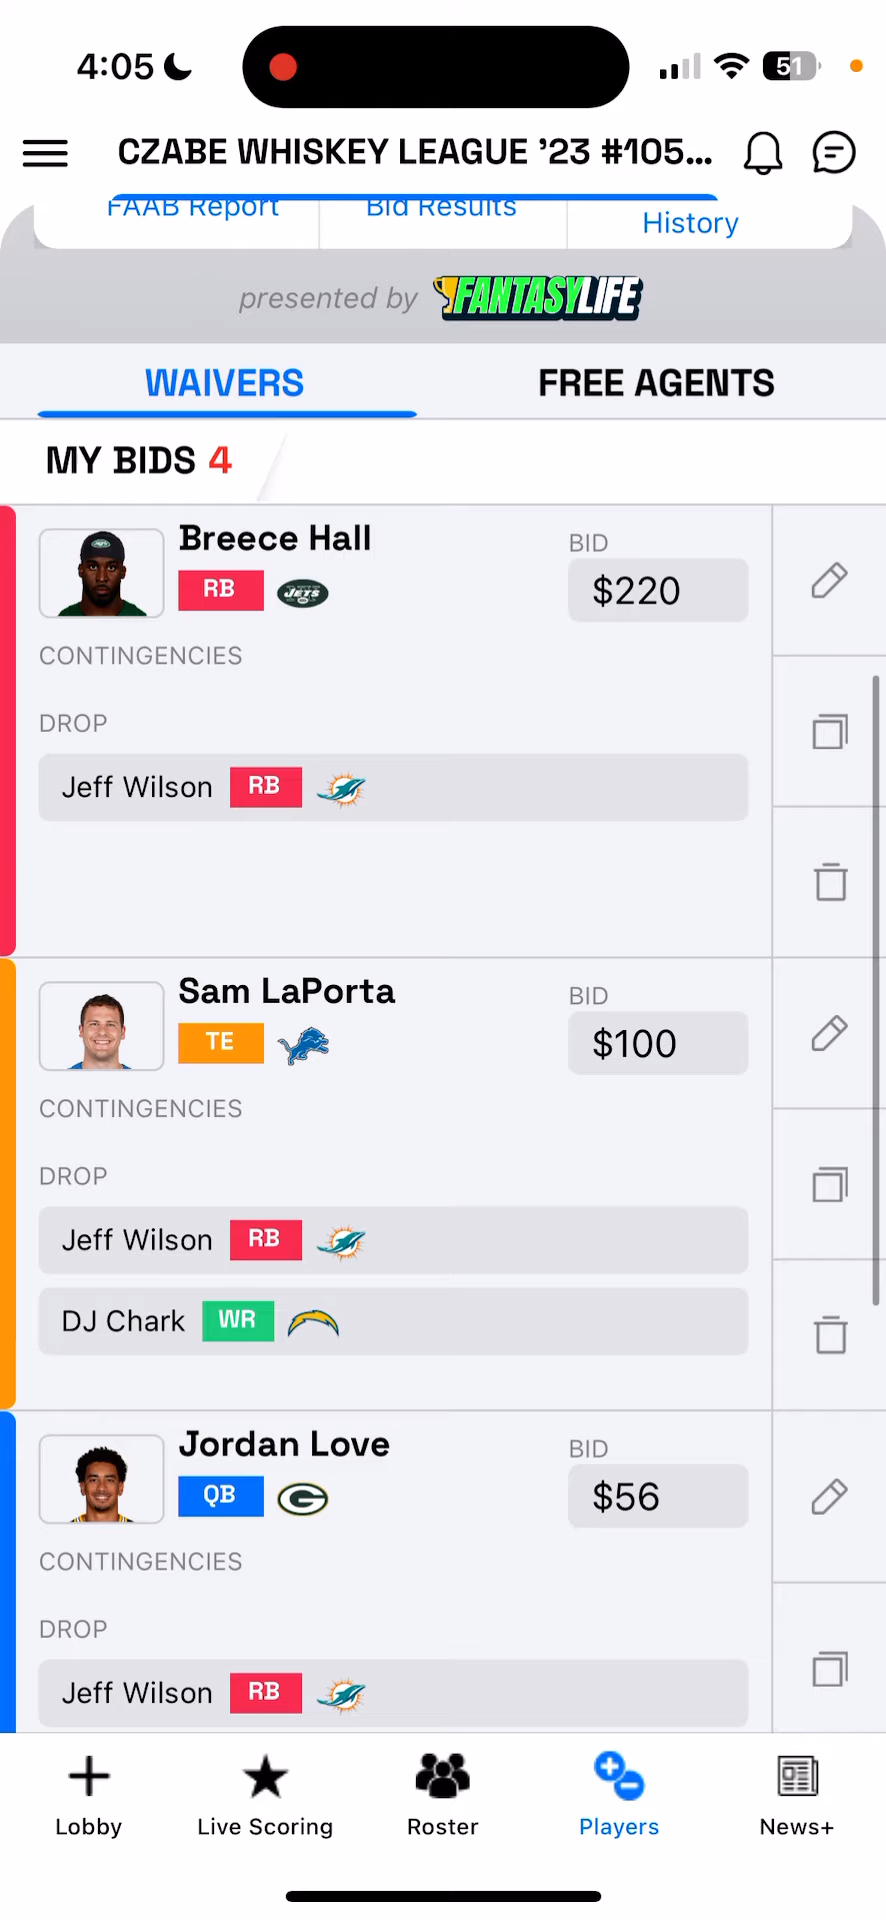 4:05
51
CZABE WHISKEY LEAGUE ’23 #105...
FAAB Report
Bid Results
History
presented by FANTASYLIFE
WAIVERS
FREE AGENTS
MY BIDS 4
Breece Hall
BID
RB
JETS
$220
CONTINGENCIES
DROP
Jeff Wilson RB
Sam LaPorta
BID
TE
$100
CONTINGENCIES
DROP
Jeff Wilson RB
DJ Chark WR
Jordan Love
BID
QB
G
$56
CONTINGENCIES
DROP
Jeff Wilson RB
Lobby
Live Scoring
Roster
Players
News+